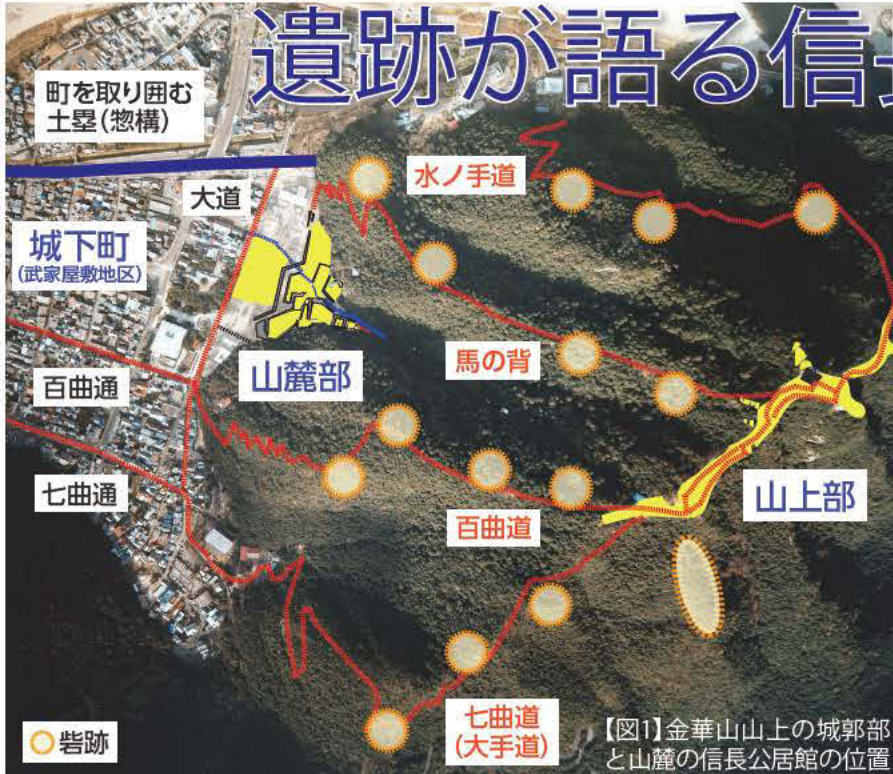 遺跡が語る信長
町を取り囲む
土塁(惣構)
大道
水ノ手道
城下町
(武家屋敷地区)
山麓部
馬の背
百曲通
七曲通
百曲道
山上部
七曲道
(大手道)
砦跡
【図1】金華山山上の城郭部
と山麓の信長公居館の位置